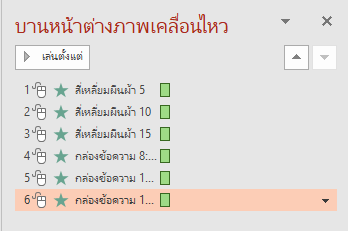 บานหน้าต่างภาพเคลื่อนไหว
เล่นตั้งแต่
1 สี่เหลี่ยมผืนผ้า 5
2 สี่เหลี่ยมผืนผ้า 10
3 สี่เหลี่ยมผืนผ้า 15
4 กล่องข้อความ 8:...
5 กล่องข้อความ 1...
6 กล่องข้อความ 1...